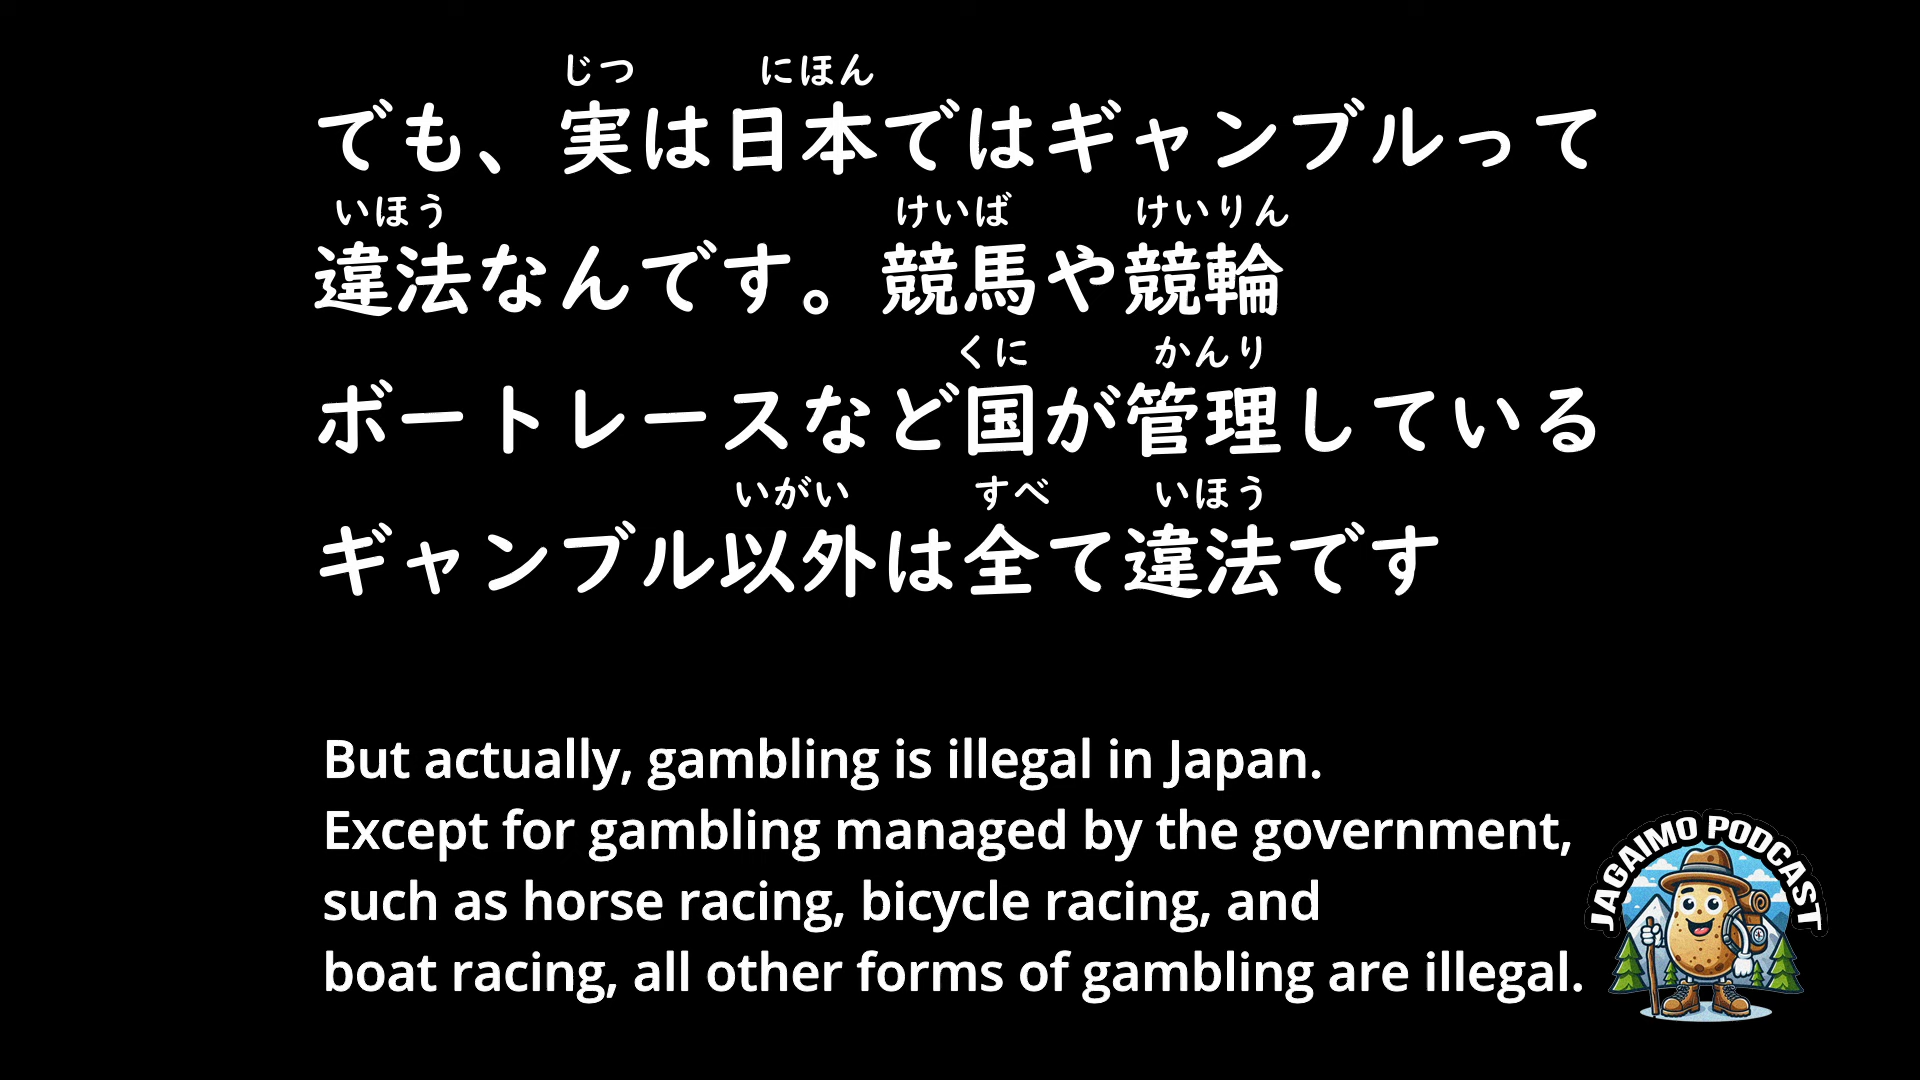 じつ にほん
でも、実は日本ではギャンブルって
いほう けいば けいりん
違法なんです。競馬や競輪
くに かんり
ボートレースなど国が管理している
いがい すべ いほう
ギャンブル以外は全て違法です
But actually, gambling is illegal in Japan.
Except for gambling managed by the government,
such as horse racing, bicycle racing, and
boat racing, all other forms of gambling are illegal.
JAGAIMO PODCAST